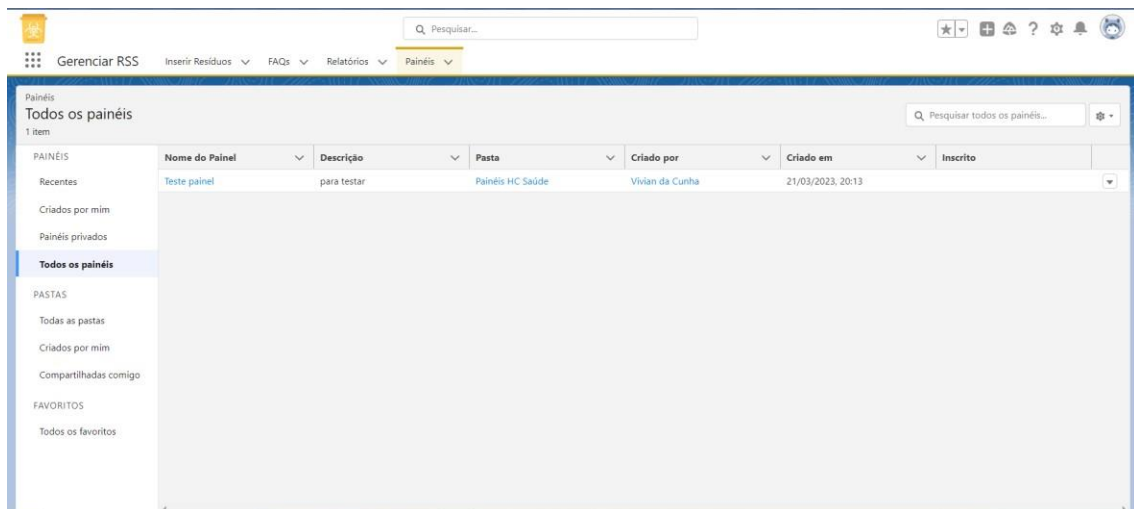 Pesquisar...
Gerenciar RSS
Inserir Resíduos
FAQs
Relatórios
Painéis
Painéis
Todos os painéis
1 item
Pesquisar todos os painéis...
PAINÉIS
Recentes
Criados por mim
Painéis privados
Todos os painéis
PASTAS
Todas as pastas
Criados por mim
Compartilhadas comigo
FAVORITOS
Todos os favoritos
Nome do Painel Descrição Pasta Criado por Criado em Inscrito
Teste painel para testar Painéis HC Saúde Vivian da Cunha 21/03/2023, 20:13